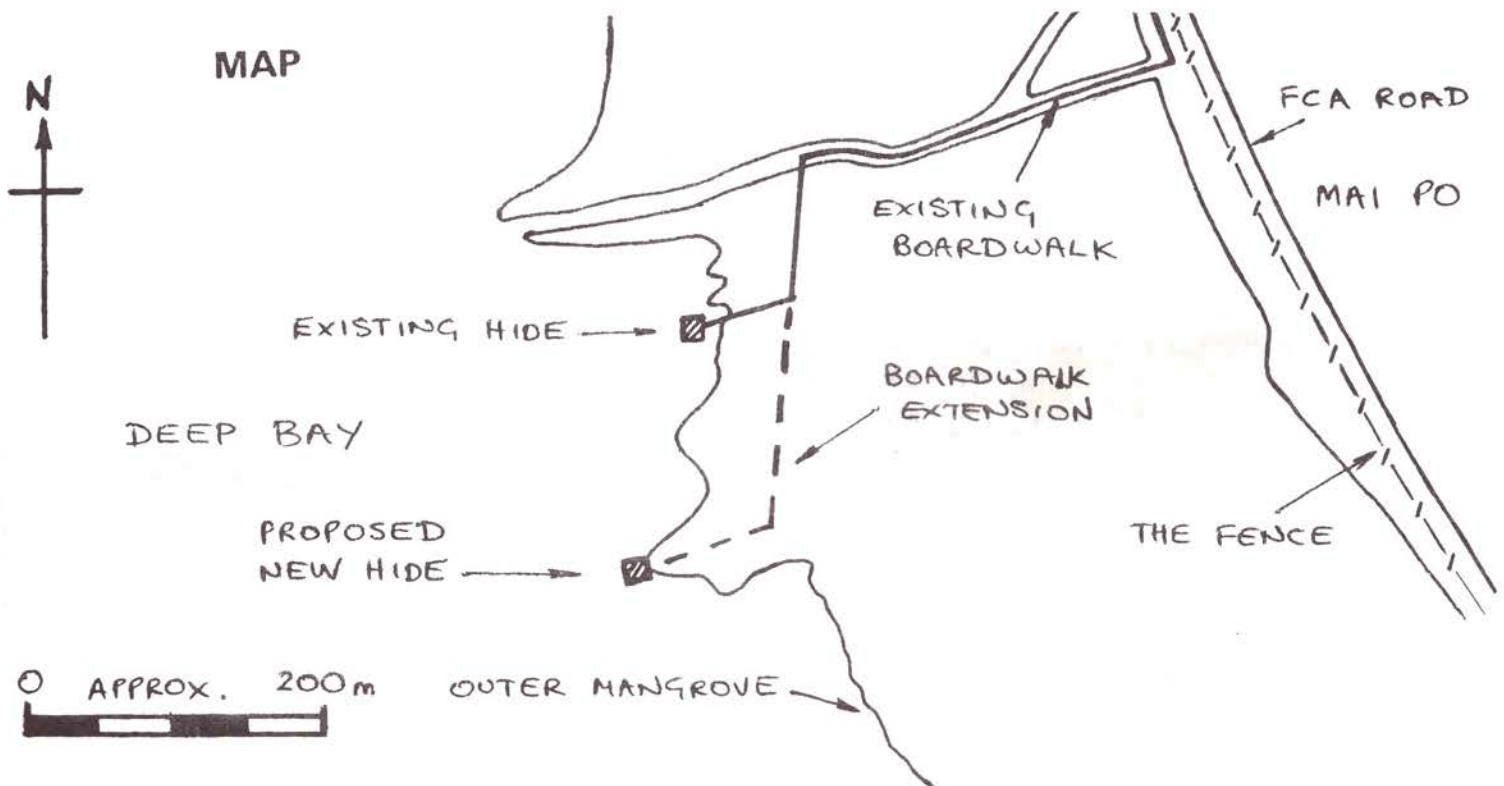 MAP
N
FCA ROAD
MAI PO
EXISTING
BOARDWALK
EXISTING HIDE
BOARDWALK
EXTENSION
DEEP BAY
PROPOSED
NEW HIDE
THE FENCE
0 APPROX. 200m
OUTER MANGROVE